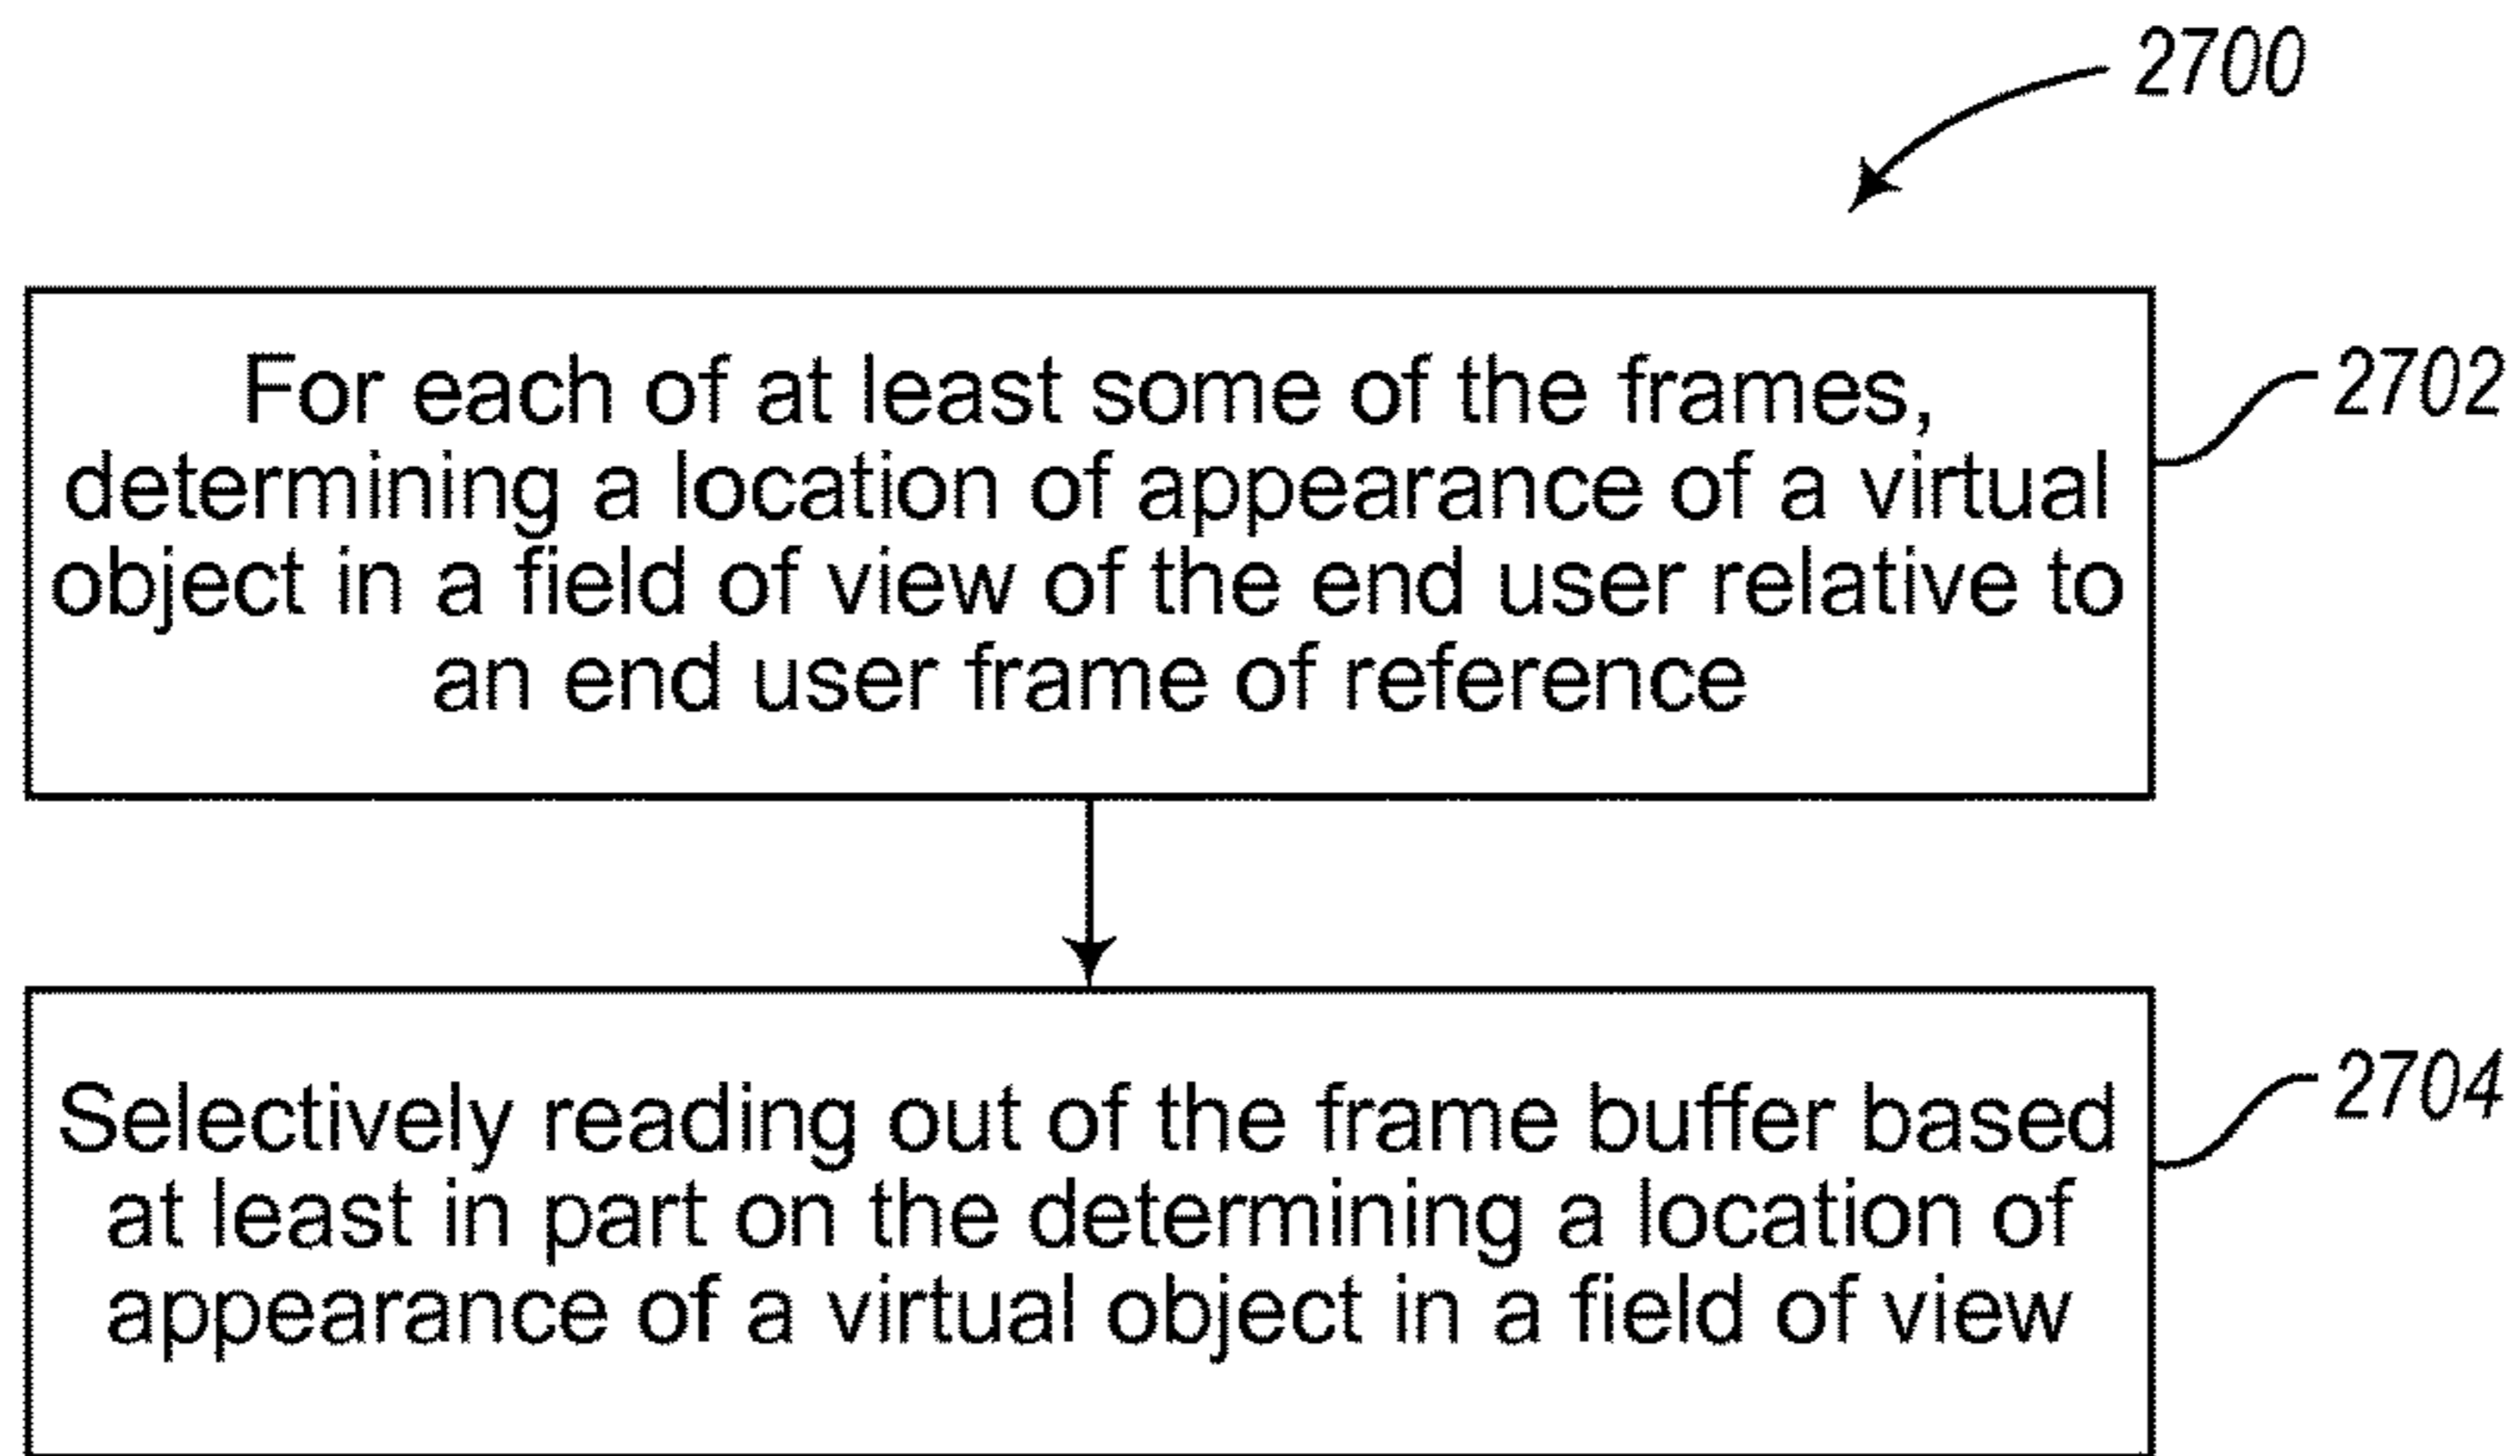 2700
For each of at least some of the frames,
determining a location of appearance of a virtual
object in a field of view of the end user relative to
an end user frame of reference
2702
Selectively reading out of the frame buffer based
at least in part on the determining a location of
appearance of a virtual object in a field of view
2704